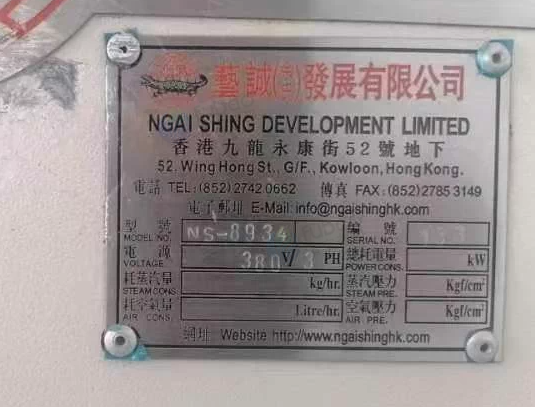 藝誠(香)發展有限公司
NGAI SHING DEVELOPMENT LIMITED
香港九龍永康街52號地下
52, Wing Hong St., G/F., Kowloon, Hong Kong.
電話 TEL:(852)2742 0662 傳真 FAX:(852)2785 3149
電子郵址 E-Mail: info@ngaishinghk.com
型號 MODEL NO. NS-8934 編號 SERIAL NO. 133
電源 VOLTAGE 380 V/ 3 PH 總耗電量 POWER CONS. kW
耗蒸汽量 STEAM CONS. kg/hr. 蒸汽壓力 STEAM PRE. Kgf/cm²
耗空氣量 AIR CONS. Litre/hr. 空氣壓力 AIR PRE. Kgf/cm²
網址: Website http://www.ngaishinghk.com